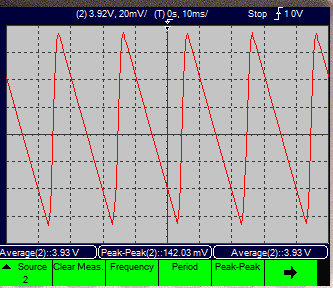 (2) 3.92V, 20mV/ (T) 0s, 10ms/ Stop 1 0V
Average(2)::3.93 V Peak-Peak(2)::142.03 mV Average(2)::3.93 V
Source Clear Meas. Frequency Period Peak-Peak
2